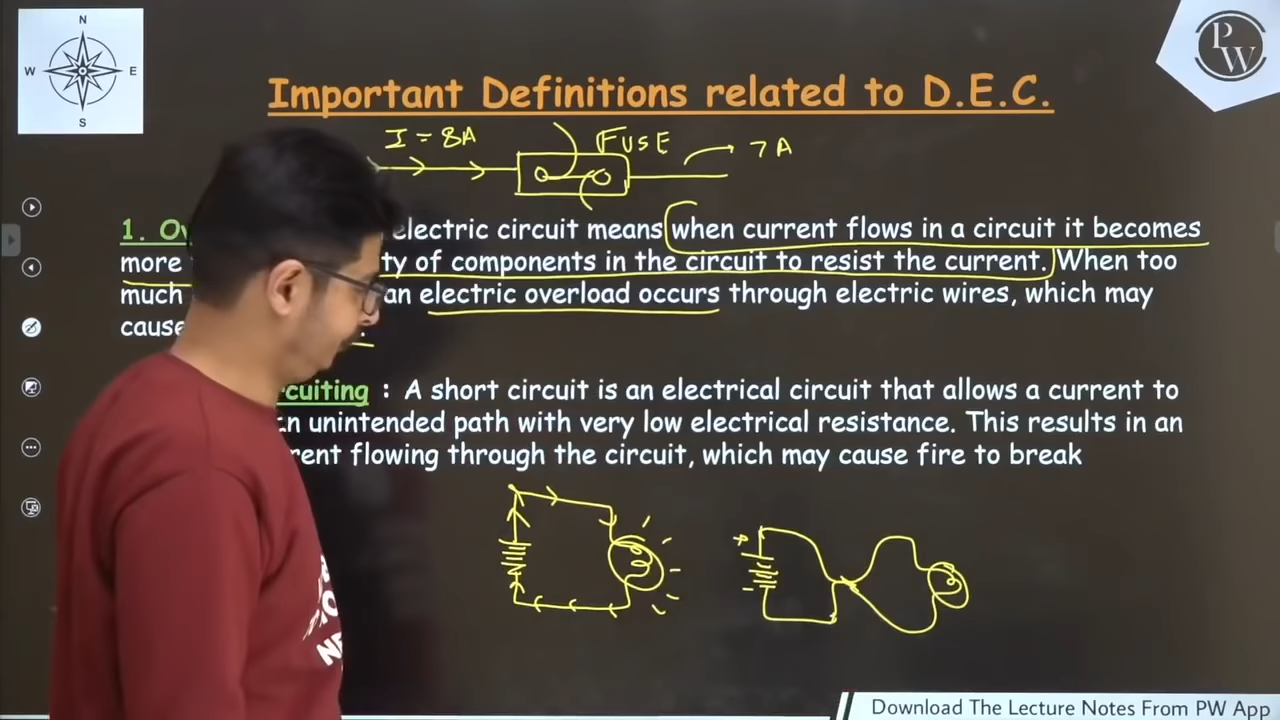 N
W E
S
PW
Important Definitions related to D.E.C.
I = 8A FUSE 7A
1. electric circuit means when current flows in a circuit it becomes
more of components in the circuit to resist the current. When too
much an electric overload occurs through electric wires, which may
cause
: A short circuit is an electrical circuit that allows a current to
unintended path with very low electrical resistance. This results in an
flowing through the circuit, which may cause fire to break
Download The Lecture Notes From PW App